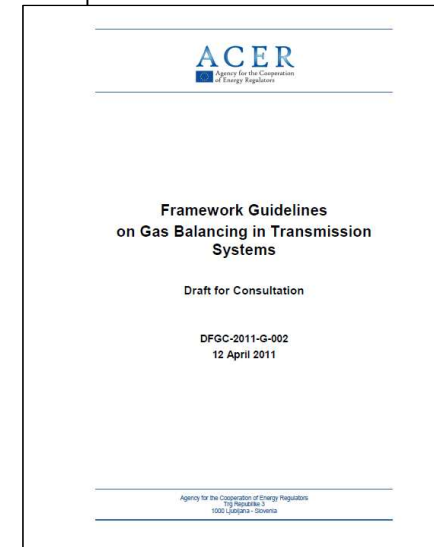 ACER
Agency for the Cooperation
of Energy Regulators
Framework Guidelines
on Gas Balancing in Transmission
Systems
Draft for Consultation
DFGC-2011-G-002
12 April 2011
Agency for the Cooperation of Energy Regulators
Trg Republike 3
1000 Ljubljana - Slovenia